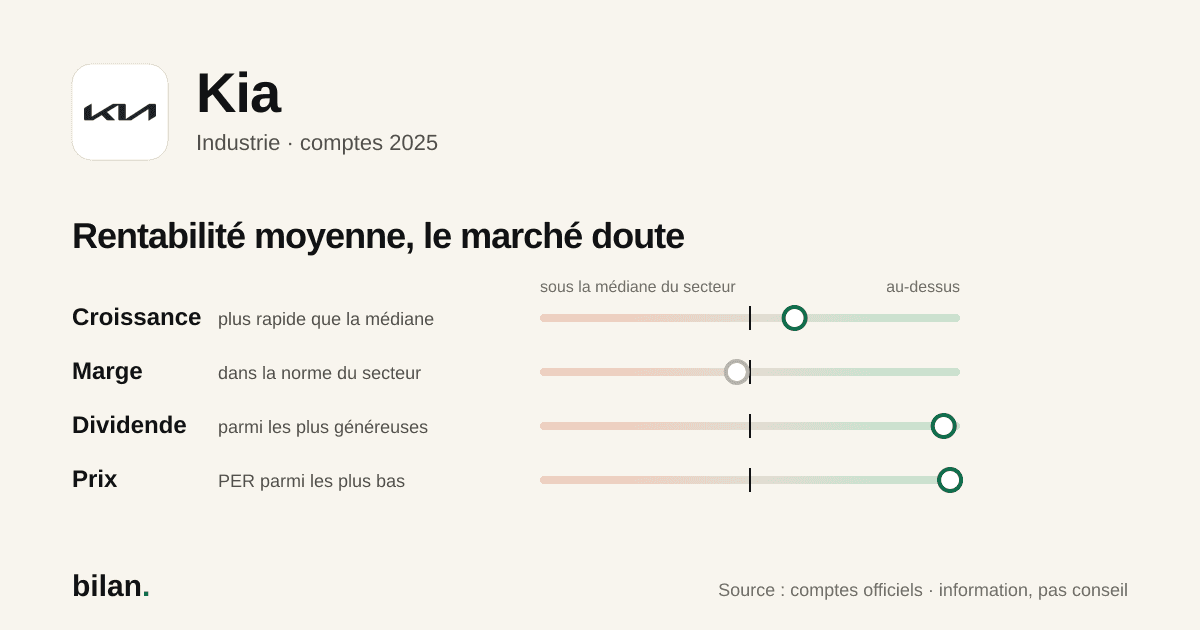 KIA
Kia
Industrie · comptes 2025
Rentabilité moyenne, le marché doute
sous la médiane du secteur au-dessus
Croissance plus rapide que la médiane
Marge dans la norme du secteur
Dividende parmi les plus généreuses
Prix PER parmi les plus bas
bilan.
Source : comptes officiels · information, pas conseil